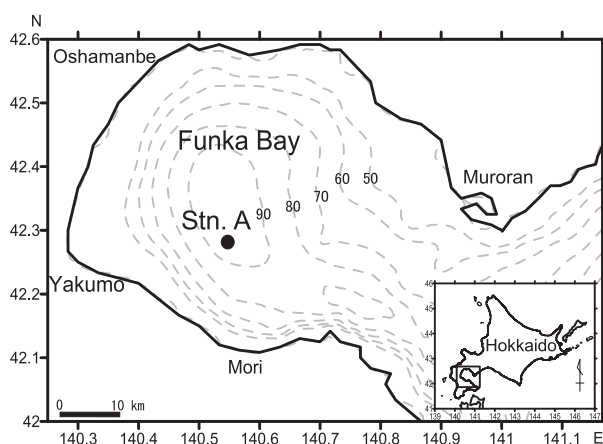 N
42.6
Oshamanbe
42.5
Funka Bay
42.4
Muroran
60 50
70
80
90
Stn. A
42.3
Yakumo
42.2
46
45
44
Hokkaido
43
42
41
139 140 141 142 143 144 145 146 147
42.1
Mori
0 10 km
42
140.3 140.4 140.5 140.6 140.7 140.8 140.9 141 141.1 E